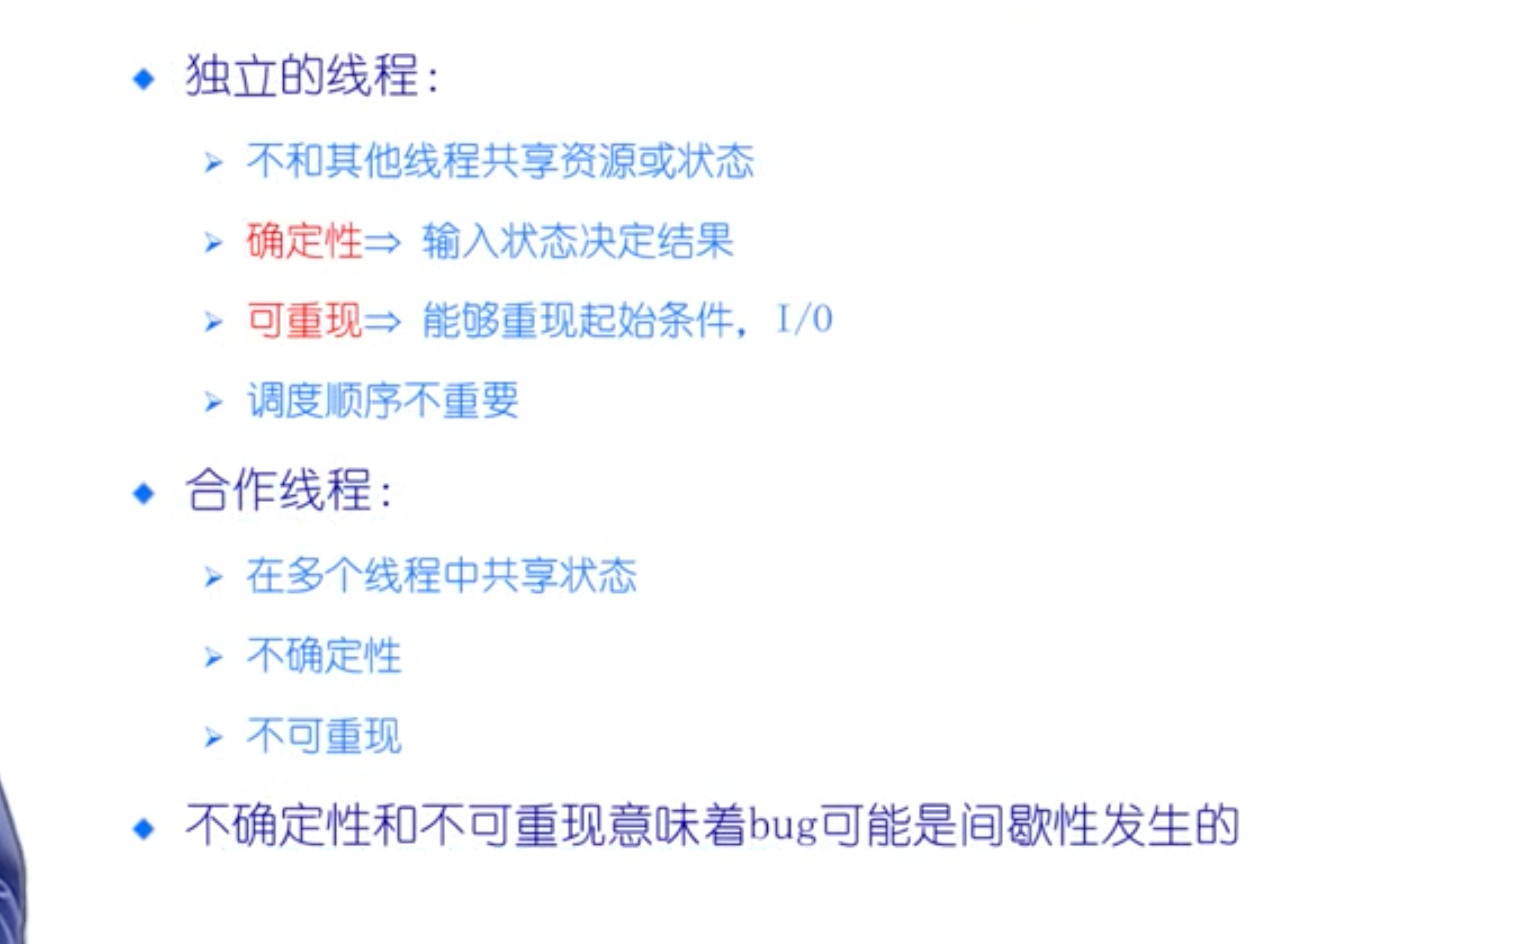 独立的线程：
不和其他线程共享资源或状态
确定性⇒ 输入状态决定结果
可重现⇒ 能够重现起始条件，I/O
调度顺序不重要
合作线程：
在多个线程中共享状态
不确定性
不可重现
不确定性和不可重现意味着bug可能是间歇性发生的